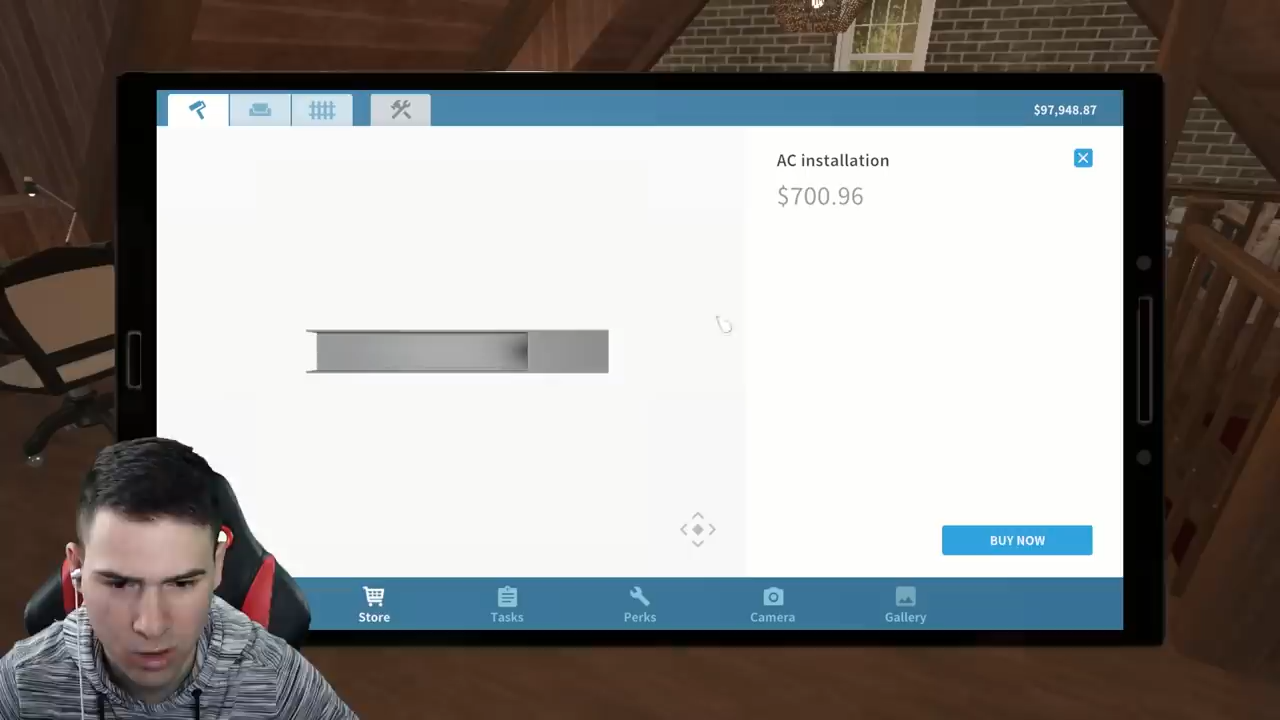 $97,948.87
AC installation
$700.96
BUY NOW
Store
Tasks
Perks
Camera
Gallery